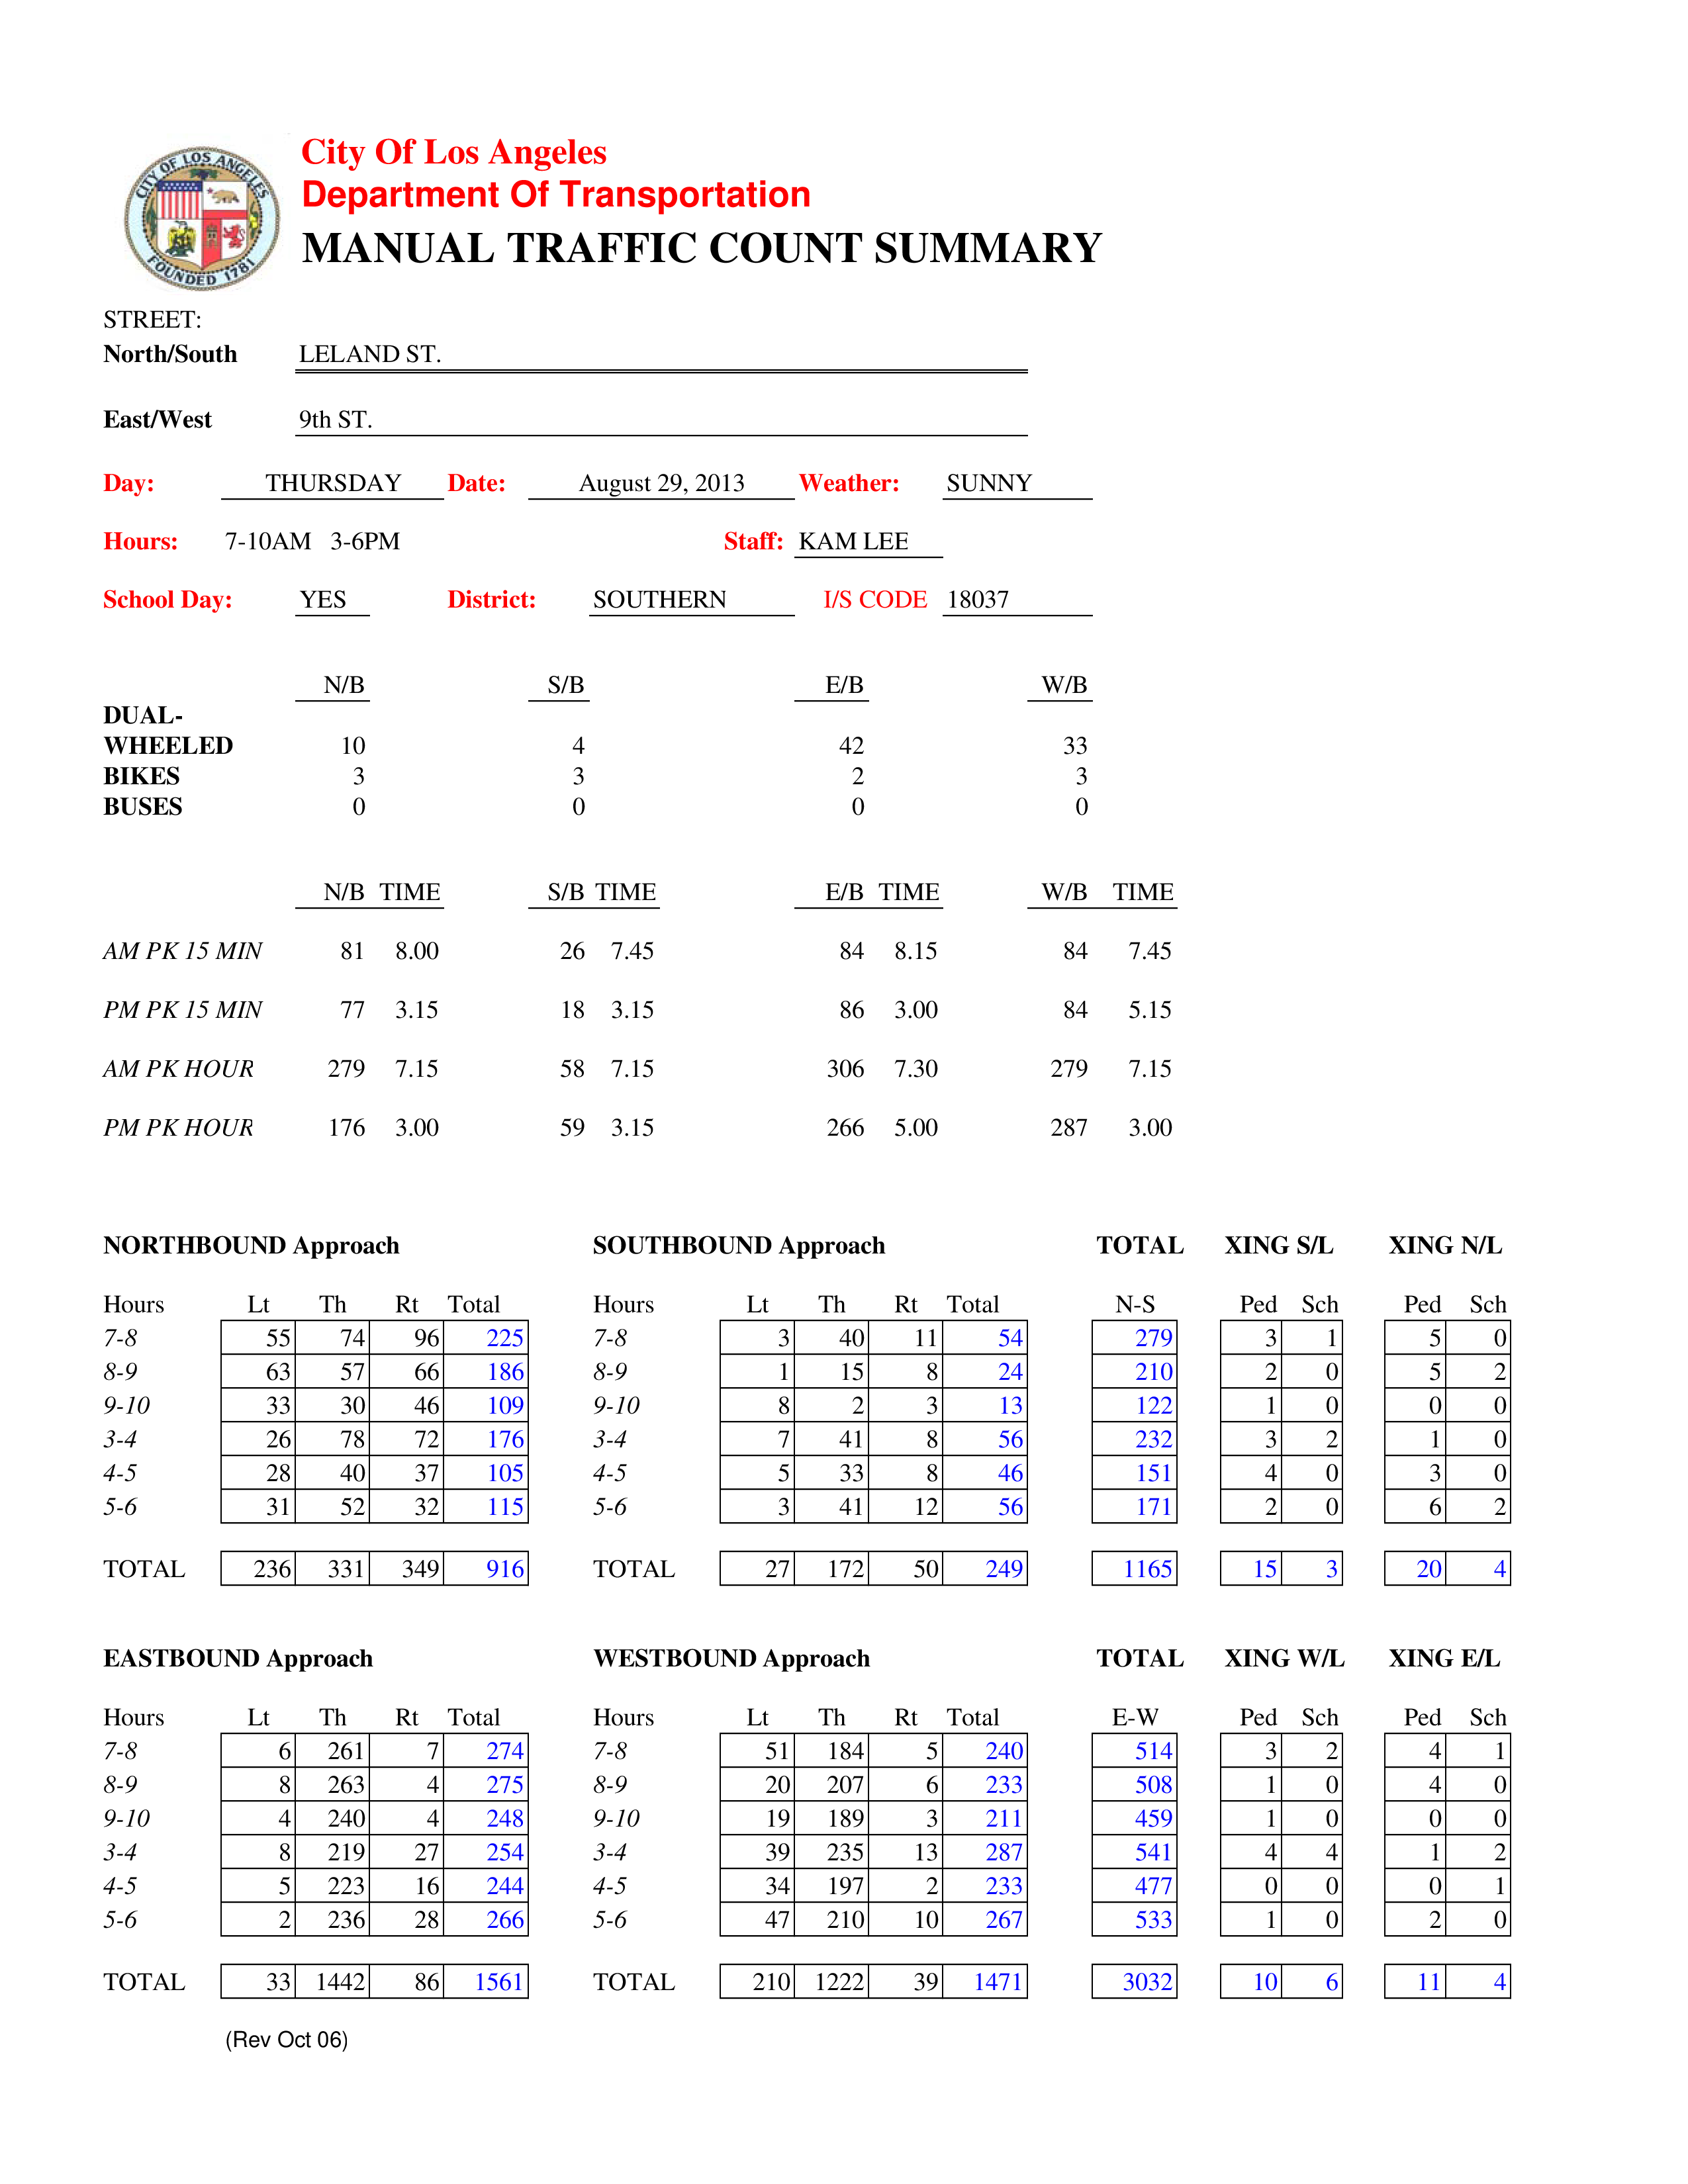 CITY OF LOS ANGELES
FOUNDED 1781
City Of Los Angeles
Department Of Transportation
MANUAL TRAFFIC COUNT SUMMARY
STREET:
North/South LELAND ST.
East/West 9th ST.
Day: THURSDAY Date: August 29, 2013 Weather: SUNNY
Hours: 7-10AM 3-6PM Staff: KAM LEE
School Day: YES District: SOUTHERN I/S CODE 18037
N/B S/B E/B W/B
DUAL-
WHEELED 10 4 42 33
BIKES 3 3 2 3
BUSES 0 0 0 0
N/B TIME S/B TIME E/B TIME W/B TIME
AM PK 15 MIN 81 8.00 26 7.45 84 8.15 84 7.45
PM PK 15 MIN 77 3.15 18 3.15 86 3.00 84 5.15
AM PK HOUR 279 7.15 58 7.15 306 7.30 279 7.15
PM PK HOUR 176 3.00 59 3.15 266 5.00 287 3.00
NORTHBOUND Approach SOUTHBOUND Approach TOTAL XING S/L XING N/L
Hours Lt Th Rt Total Hours Lt Th Rt Total N-S Ped Sch Ped Sch
7-8 55 74 96 225 7-8 3 40 11 54 279 3 1 5 0
8-9 63 57 66 186 8-9 1 15 8 24 210 2 0 5 2
9-10 33 30 46 109 9-10 8 2 3 13 122 1 0 0 0
3-4 26 78 72 176 3-4 7 41 8 56 232 3 2 1 0
4-5 28 40 37 105 4-5 5 33 8 46 151 4 0 3 0
5-6 31 52 32 115 5-6 3 41 12 56 171 2 0 6 2
TOTAL 236 331 349 916 TOTAL 27 172 50 249 1165 15 3 20 4
EASTBOUND Approach WESTBOUND Approach TOTAL XING W/L XING E/L
Hours Lt Th Rt Total Hours Lt Th Rt Total E-W Ped Sch Ped Sch
7-8 6 261 7 274 7-8 51 184 5 240 514 3 2 4 1
8-9 8 263 4 275 8-9 20 207 6 233 508 1 0 4 0
9-10 4 240 4 248 9-10 19 189 3 211 459 1 0 0 0
3-4 8 219 27 254 3-4 39 235 13 287 541 4 4 1 2
4-5 5 223 16 244 4-5 34 197 2 233 477 0 0 0 1
5-6 2 236 28 266 5-6 47 210 10 267 533 1 0 2 0
TOTAL 33 1442 86 1561 TOTAL 210 1222 39 1471 3032 10 6 11 4
(Rev Oct 06)